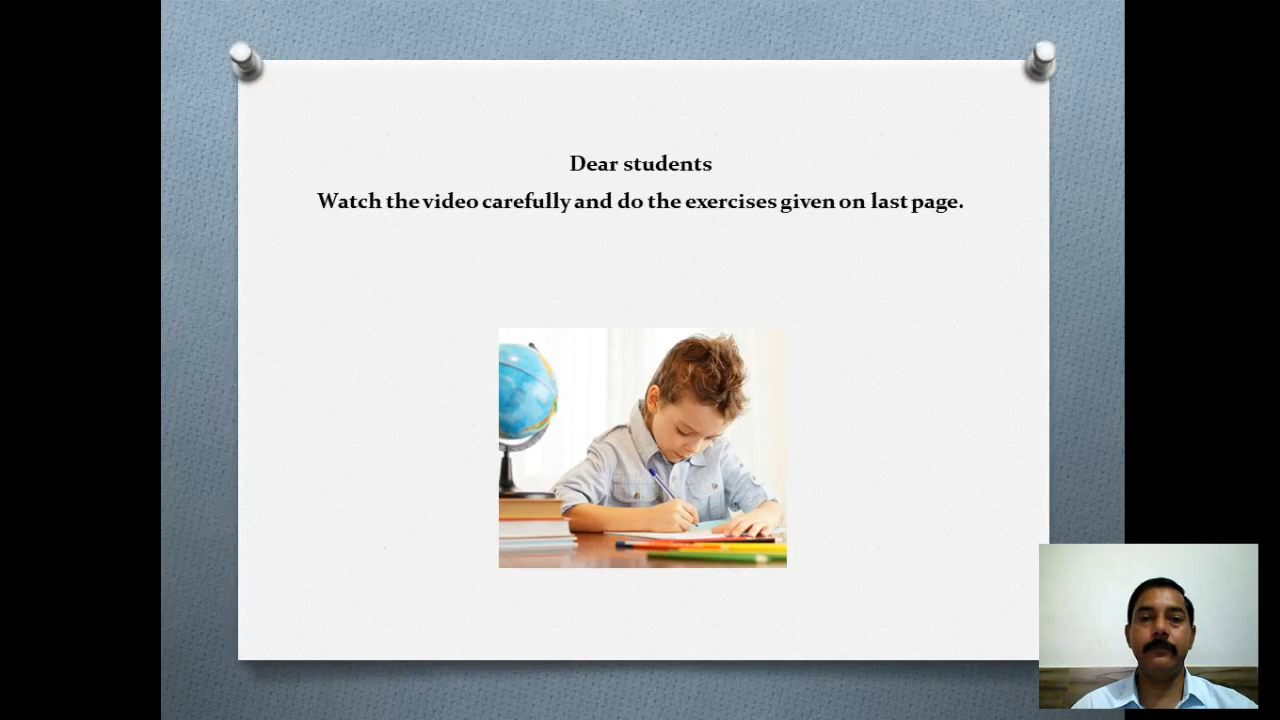 Dear students
Watch the video carefully and do the exercises given on last page.